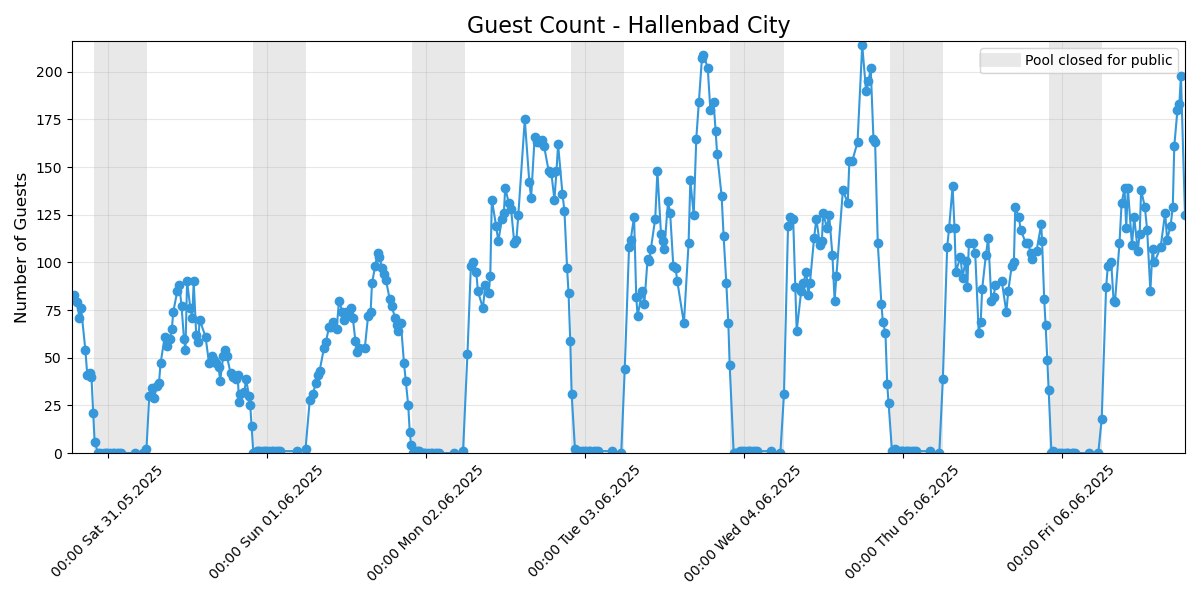 Guest Count - Hallenbad City
Pool closed for public
Number of Guests
200
175
150
125
100
75
50
25
0
00:00 Sat 31.05.2025
00:00 Sun 01.06.2025
00:00 Mon 02.06.2025
00:00 Tue 03.06.2025
00:00 Wed 04.06.2025
00:00 Thu 05.06.2025
00:00 Fri 06.06.2025